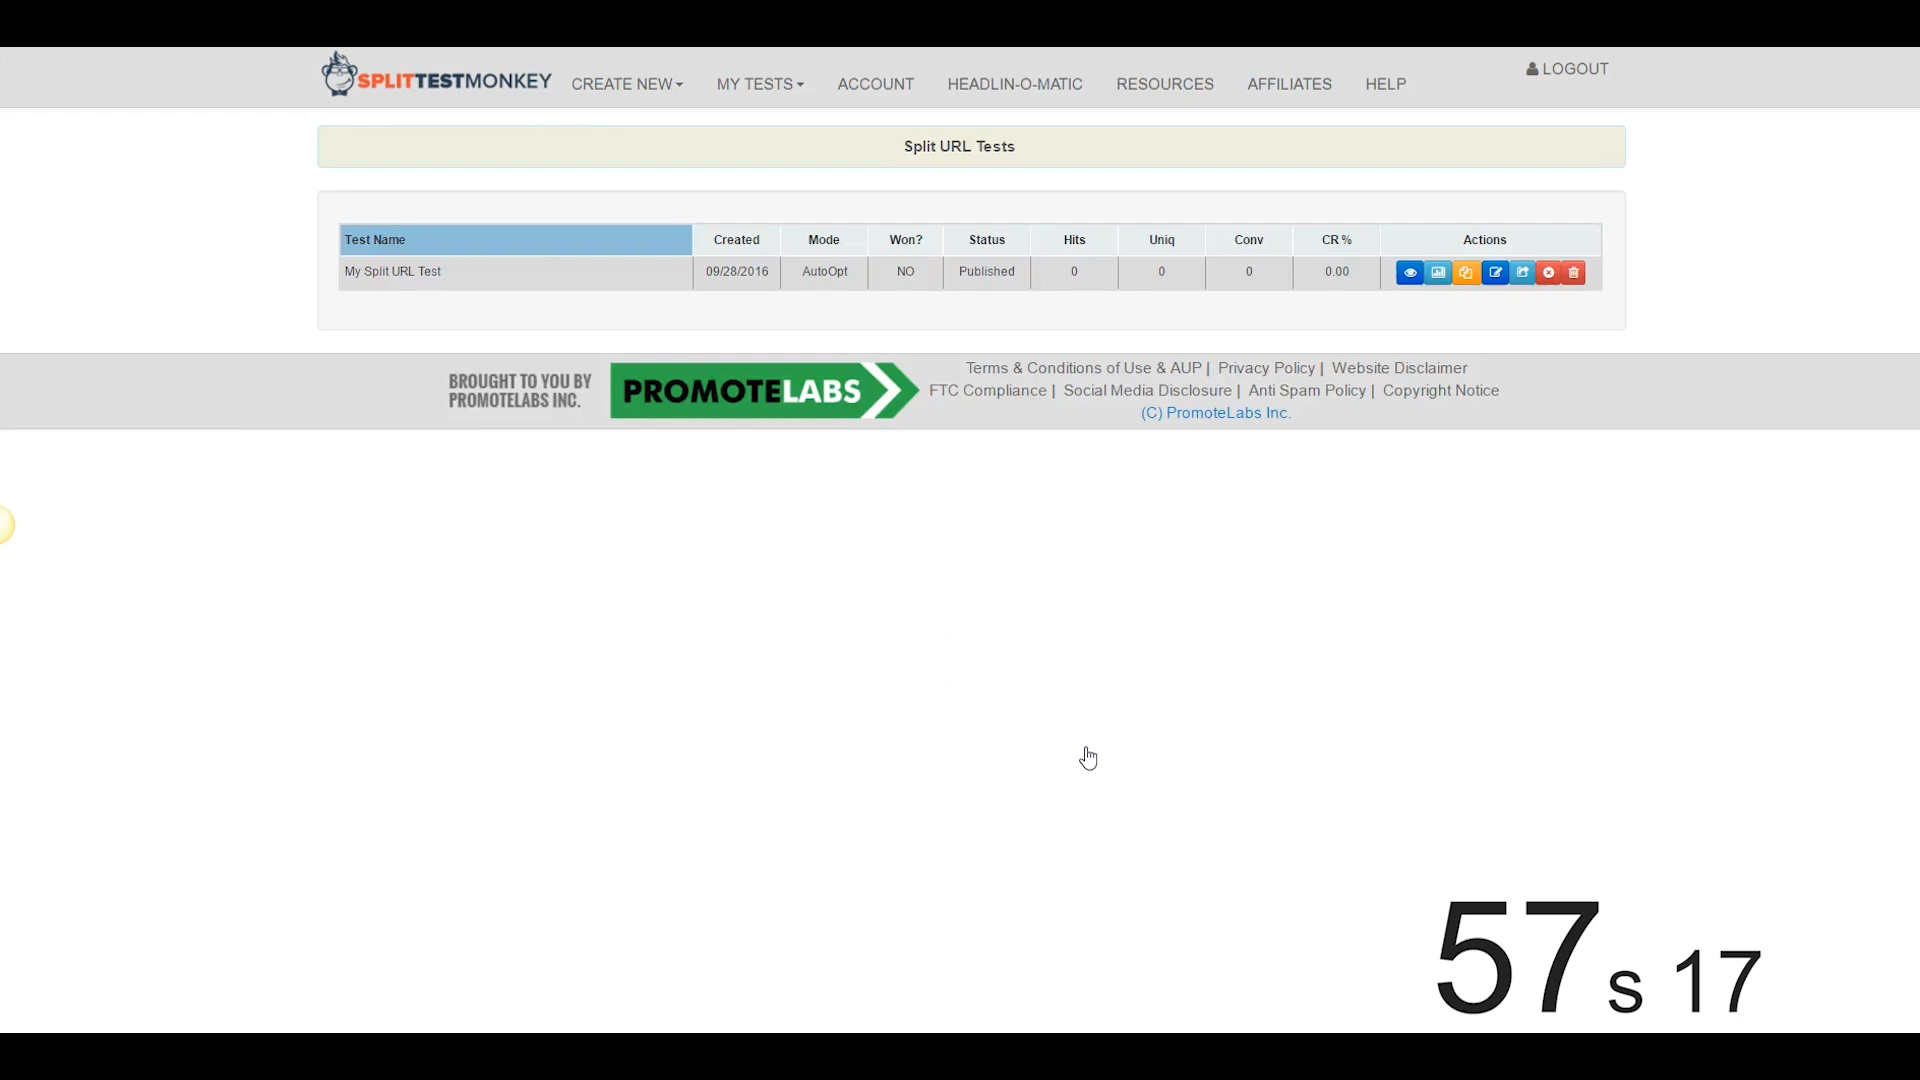 SPLITTESTMONKEY CREATE NEW MY TESTS ACCOUNT HEADLIN-O-MATIC RESOURCES AFFILIATES HELP LOGOUT
Split URL Tests
Test Name Created Mode Won? Status Hits Uniq Conv CR % Actions
My Split URL Test 09/28/2016 AutoOpt NO Published 0 0 0 0.00
BROUGHT TO YOU BY
PROMOTELABS INC.
PROMOTELABS
Terms & Conditions of Use & AUP | Privacy Policy | Website Disclaimer
FTC Compliance | Social Media Disclosure | Anti Spam Policy | Copyright Notice
(C) PromoteLabs Inc.
57 s 17